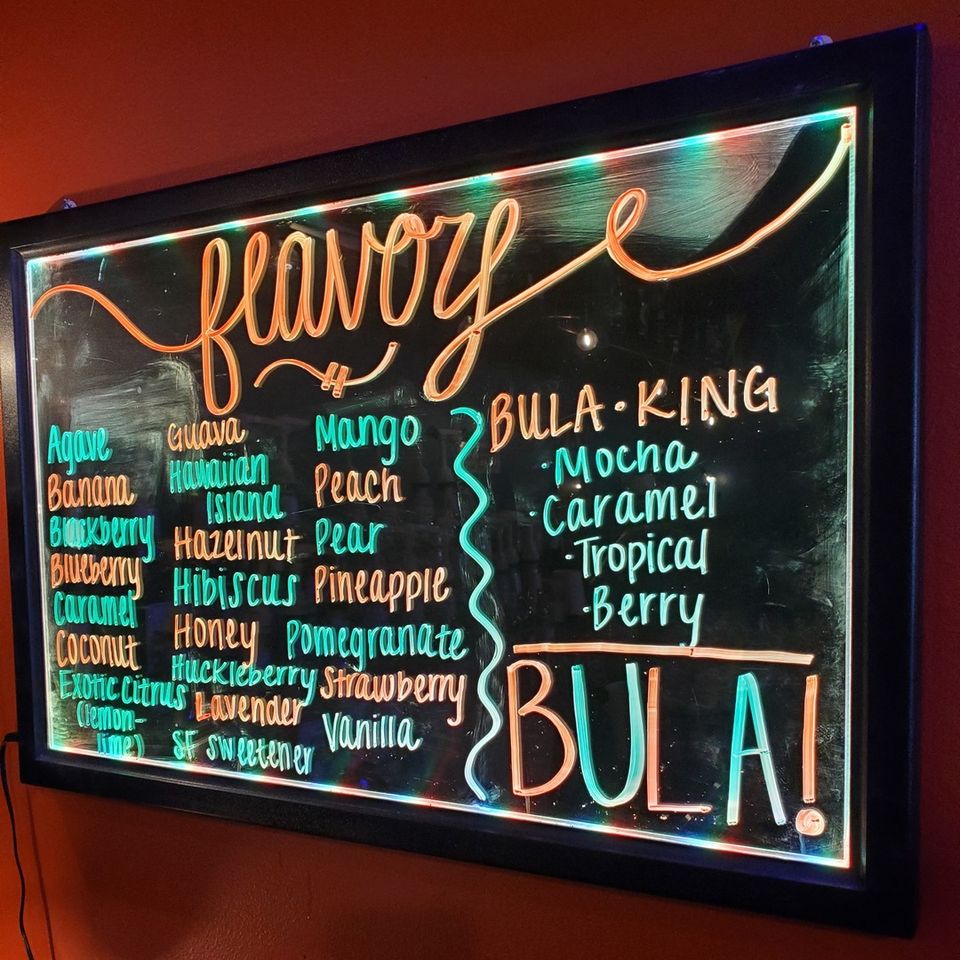 flavorz
Agave
Banana
Blackberry
Blueberry
Caramel
Coconut
Exotic Citrus
(lemon-
lime)
Guava
Hawaiian
Island
Hazelnut
Hibiscus
Honey
Huckleberry
Lavender
SF sweetener
Mango
Peach
Pear
Pineapple
Pomegranate
Strawberry
Vanilla
BULA • KING
• Mocha
• Caramel
• Tropical
• Berry
BULA!